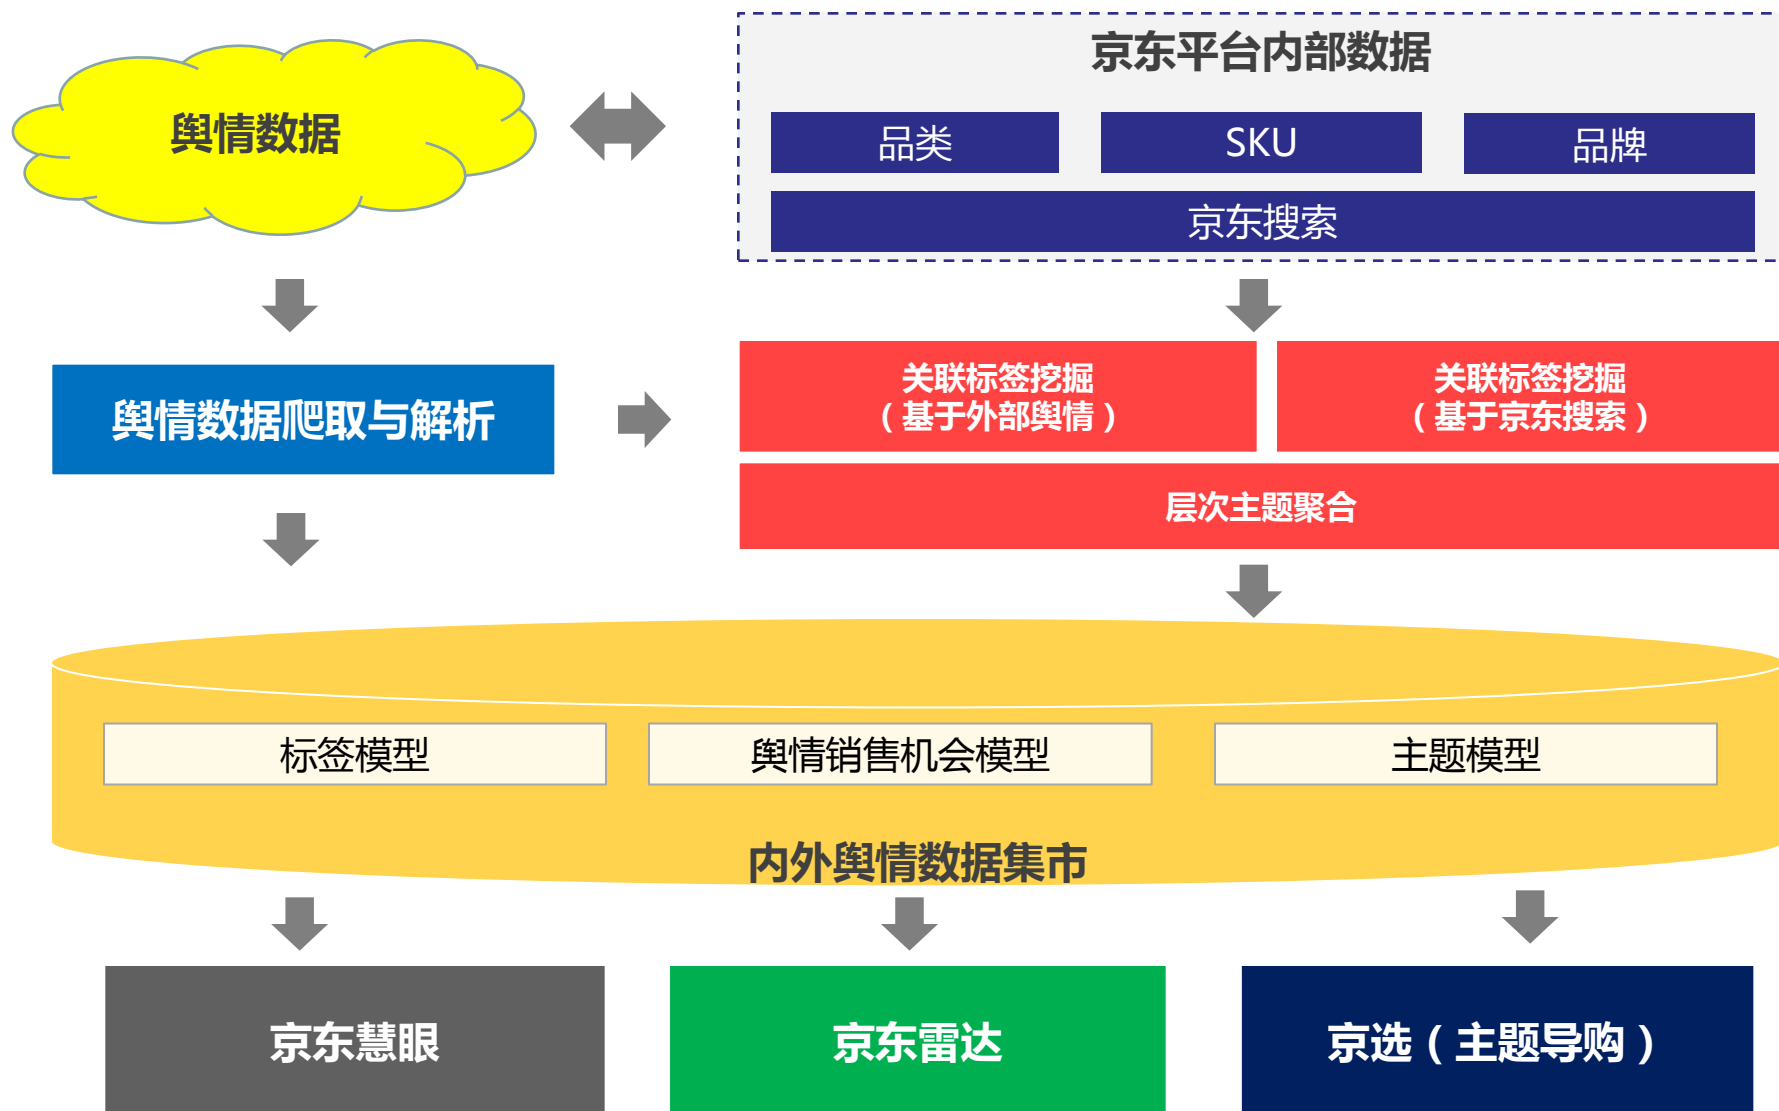 舆情数据
京东平台内部数据
品类
SKU
品牌
京东搜索
舆情数据爬取与解析
关联标签挖掘
（基于外部舆情）
关联标签挖掘
（基于京东搜索）
层次主题聚合
标签模型
舆情销售机会模型
主题模型
内外舆情数据集市
京东慧眼
京东雷达
京选（主题导购）